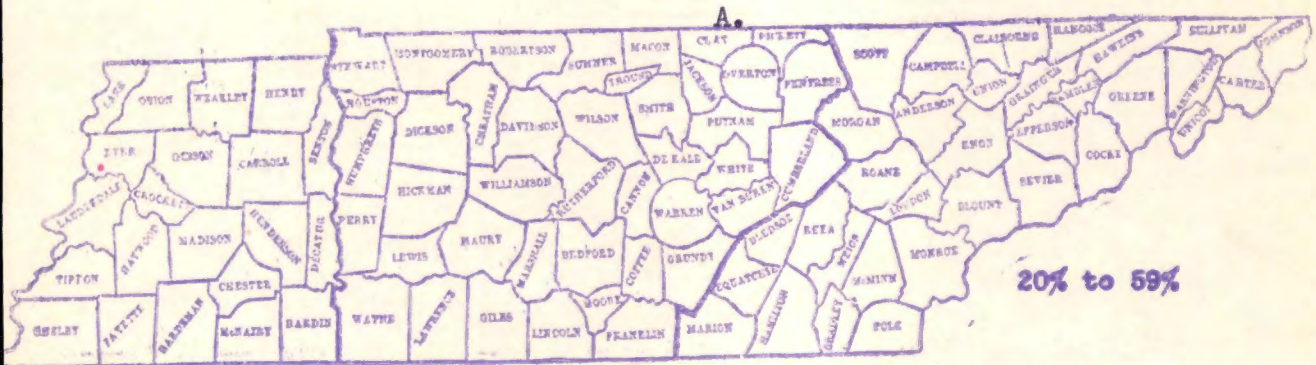 A.
STEWART MONTGOMERY ROBERTSON SUMNER MACON CLAY PICKETT SCOTT CAMPBELL CLAIBORNE HANCOCK HAWKINS SULLIVAN JOHNSON
LAKE OBION WEAKLEY HENRY HOUSTON CHEATHAM TROUSDALE JACKSON OVERTON FENTRESS UNION GRAINGER HAMBLEN GREENE WASHINGTON CARTER UNICOI
BENTON HUMPHREYS DICKSON DAVIDSON WILSON SMITH PUTNAM MORGAN ANDERSON KNOX JEFFERSON COCKE
DYER GIBSON CARROLL WILLIAMSON RUTHERFORD CANNON DE KALB WHITE CUMBERLAND ROANE LOUDON BLOUNT SEVIER
LAUDERDALE CROCKETT HICKMAN WARREN VAN BUREN
HAYWOOD MADISON HENDERSON DECATUR PERRY LEWIS MAURY MARSHALL BEDFORD COFFEE GRUNDY BLEDSOE RHEA MEIGS McMINN MONROE
TIPTON CHESTER MOORE SEQUATCHIE
20% to 59%
SHELBY FAYETTE HARDEMAN McNAIRY HARDIN WAYNE LAWRENCE GILES LINCOLN FRANKLIN MARION HAMILTON BRADLEY POLK